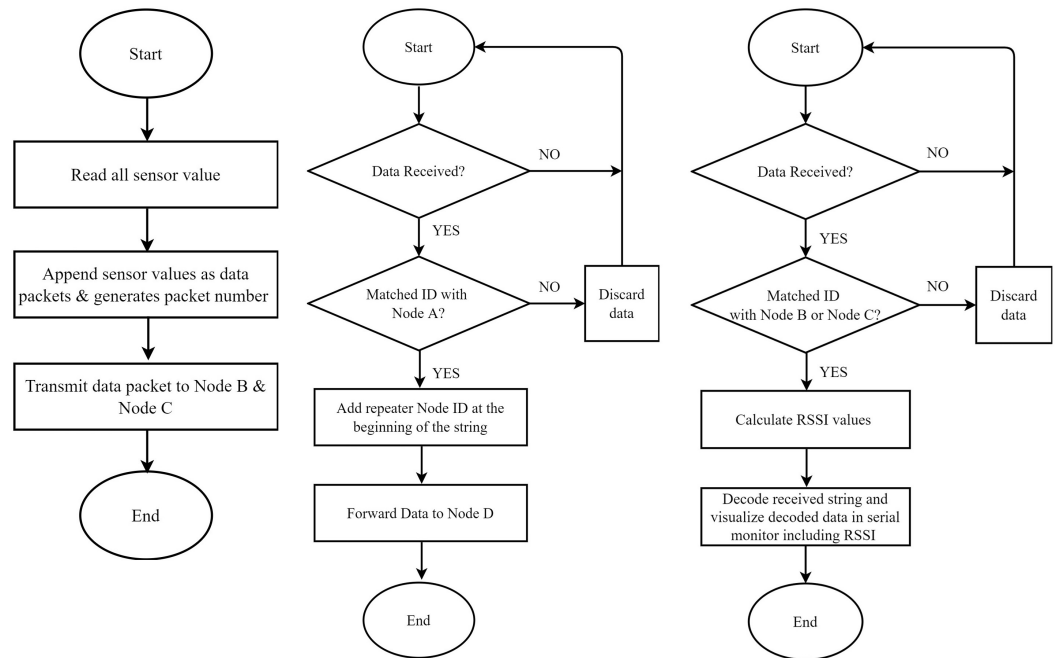 Start
Read all sensor value
Append sensor values as data
packets & generates packet number
Transmit data packet to Node B &
Node C
End
Start
Data Received?
NO
YES
Matched ID with
Node A?
NO
Discard
data
YES
Add repeater Node ID at the
beginning of the string
Forward Data to Node D
End
Start
Data Received?
NO
YES
Matched ID
with Node B or Node C?
NO
Discard
data
YES
Calculate RSSI values
Decode received string and
visualize decoded data in serial
monitor including RSSI
End